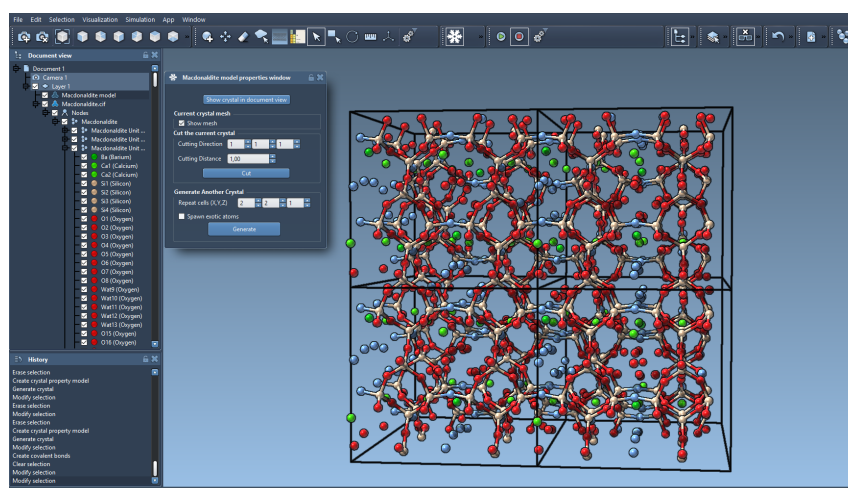 File Edit Selection Visualization Simulation App Window
Document view
Document 1
Camera 1
Layer 1
Macdonaldite model
Macdonaldite.cif
Nodes
Macdonaldite
Macdonaldite Unit ...
Macdonaldite Unit ...
Macdonaldite Unit ...
Ba (Barium)
Ca1 (Calcium)
Ca2 (Calcium)
Si1 (Silicon)
Si2 (Silicon)
Si3 (Silicon)
Si4 (Silicon)
O1 (Oxygen)
O2 (Oxygen)
O3 (Oxygen)
O4 (Oxygen)
O5 (Oxygen)
O6 (Oxygen)
O7 (Oxygen)
O8 (Oxygen)
Wat9 (Oxygen)
Wat10 (Oxygen)
Wat11 (Oxygen)
Wat12 (Oxygen)
Wat13 (Oxygen)
O15 (Oxygen)
O16 (Oxygen)
History
Erase selection
Create crystal property model
Generate crystal
Modify selection
Modify selection
Erase selection
Create crystal property model
Generate crystal
Modify selection
Create covalent bonds
Clear selection
Modify selection
Modify selection
Macdonaldite model properties window
Show crystal in document view
Current crystal mesh
Show mesh
Cut the current crystal
Cutting Direction 1 1 1
Cutting Distance 1,00
Cut
Generate Another Crystal
Repeat cells (X,Y,Z) 2 2 1
Spawn exotic atoms
Generate